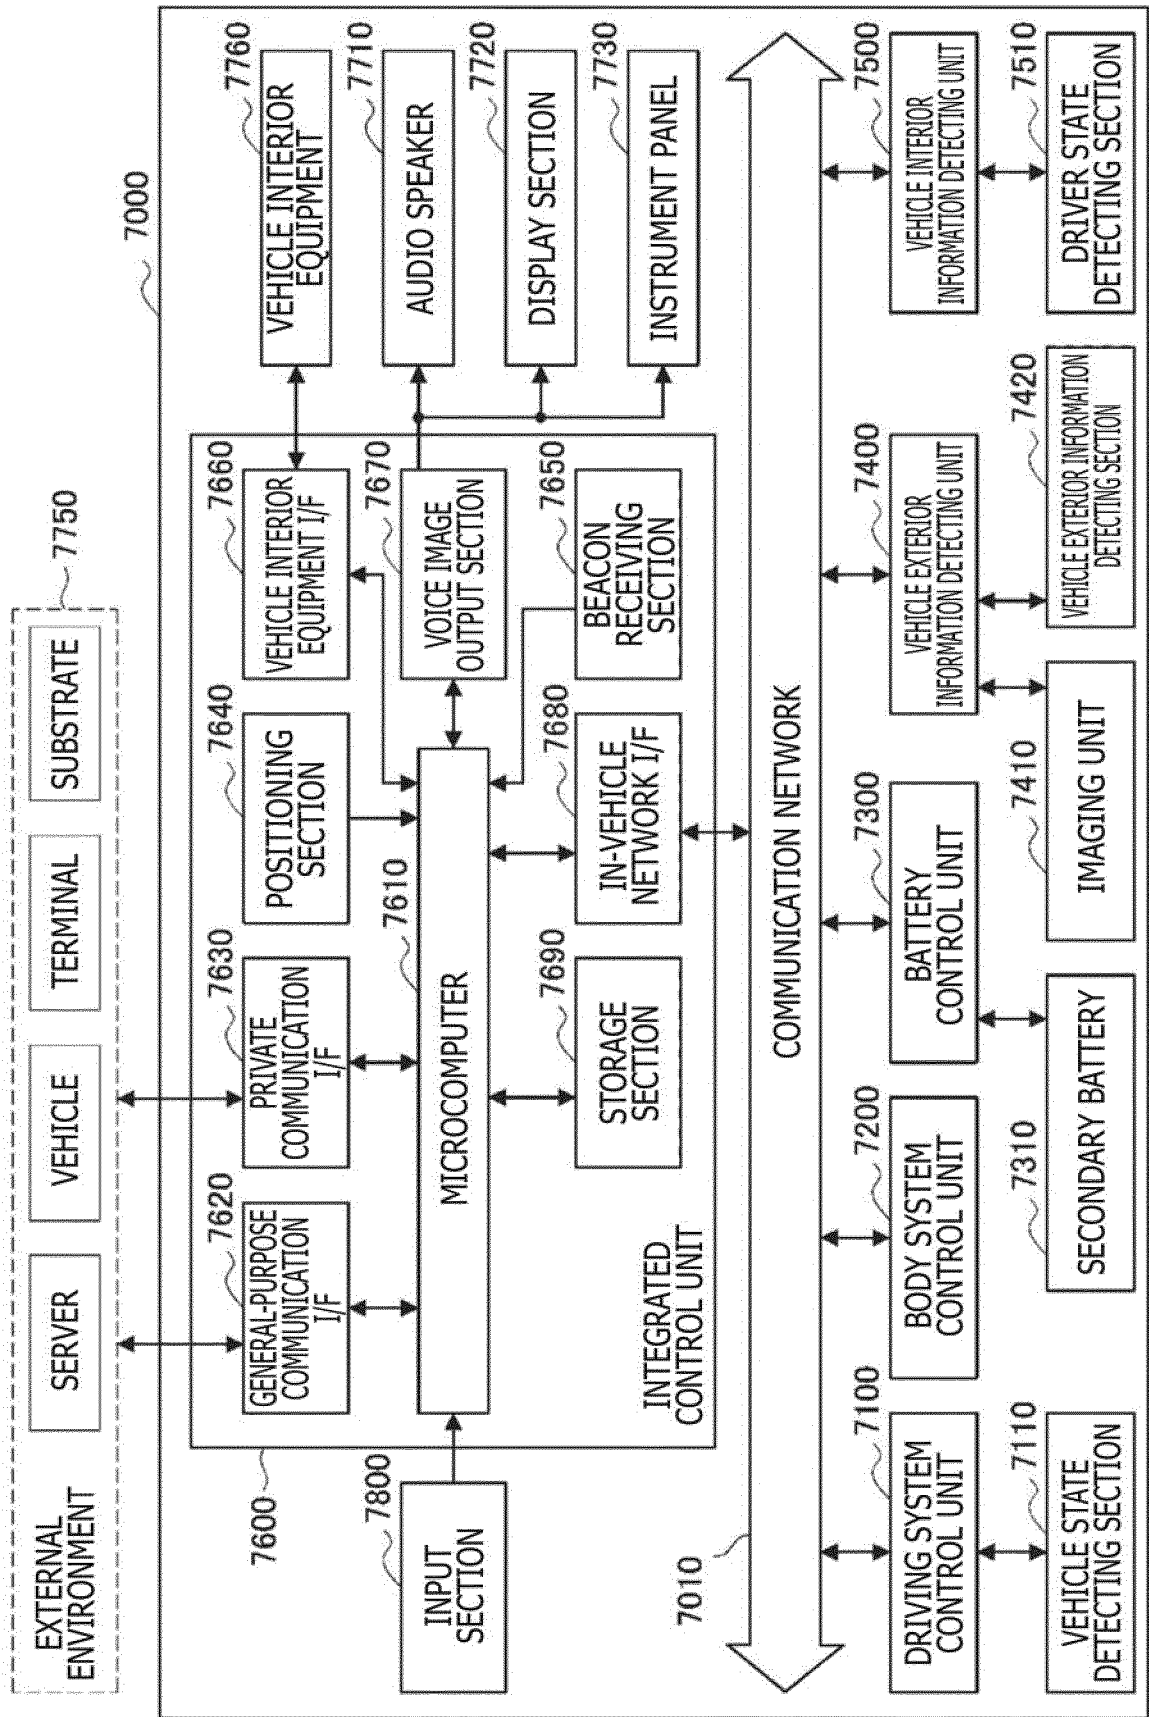 7000
EXTERNAL
ENVIRONMENT
SERVER
VEHICLE
TERMINAL
SUBSTRATE
7750
7600
7620
GENERAL-PURPOSE
COMMUNICATION
I/F
7630
PRIVATE
COMMUNICATION
I/F
7640
POSITIONING
SECTION
7660
VEHICLE INTERIOR
EQUIPMENT I/F
7760
VEHICLE INTERIOR
EQUIPMENT
7800
INPUT
SECTION
7610
MICROCOMPUTER
7670
VOICE IMAGE
OUTPUT SECTION
7710
AUDIO SPEAKER
7720
DISPLAY SECTION
7730
INSTRUMENT PANEL
INTEGRATED
CONTROL UNIT
7690
STORAGE
SECTION
7680
IN-VEHICLE
NETWORK I/F
7650
BEACON
RECEIVING
SECTION
7010
COMMUNICATION NETWORK
7100
DRIVING SYSTEM
CONTROL UNIT
7200
BODY SYSTEM
CONTROL UNIT
7300
BATTERY
CONTROL UNIT
7400
VEHICLE EXTERIOR
INFORMATION DETECTING UNIT
7500
VEHICLE INTERIOR
INFORMATION DETECTING UNIT
7110
VEHICLE STATE
DETECTING SECTION
7310
SECONDARY BATTERY
7410
IMAGING UNIT
7420
VEHICLE EXTERIOR INFORMATION
DETECTING SECTION
7510
DRIVER STATE
DETECTING SECTION